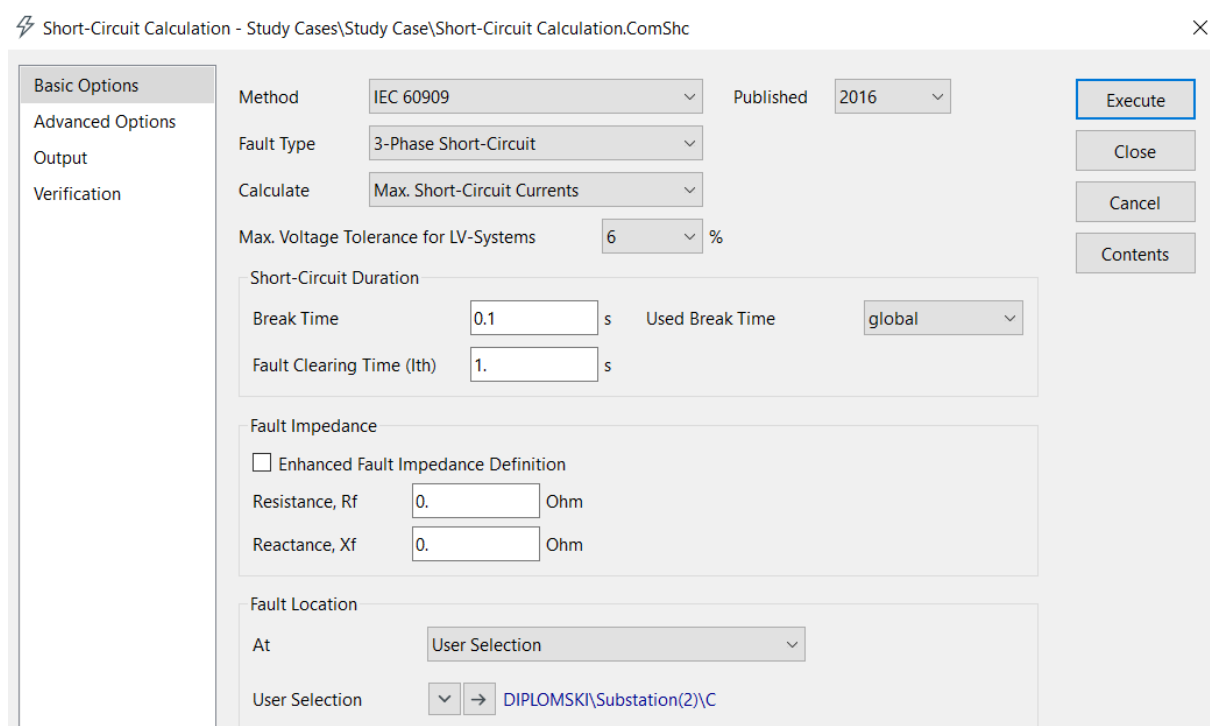 Short-Circuit Calculation - Study Cases\Study Case\Short-Circuit Calculation.ComShc
Basic Options
Advanced Options
Output
Verification
Method IEC 60909 Published 2016
Fault Type 3-Phase Short-Circuit
Calculate Max. Short-Circuit Currents
Max. Voltage Tolerance for LV-Systems 6 %
Short-Circuit Duration
Break Time 0.1 s Used Break Time global
Fault Clearing Time (Ith) 1. s
Fault Impedance
Enhanced Fault Impedance Definition
Resistance, Rf 0. Ohm
Reactance, Xf 0. Ohm
Fault Location
At User Selection
User Selection DIPLOMSKI\Substation(2)\C
Execute
Close
Cancel
Contents